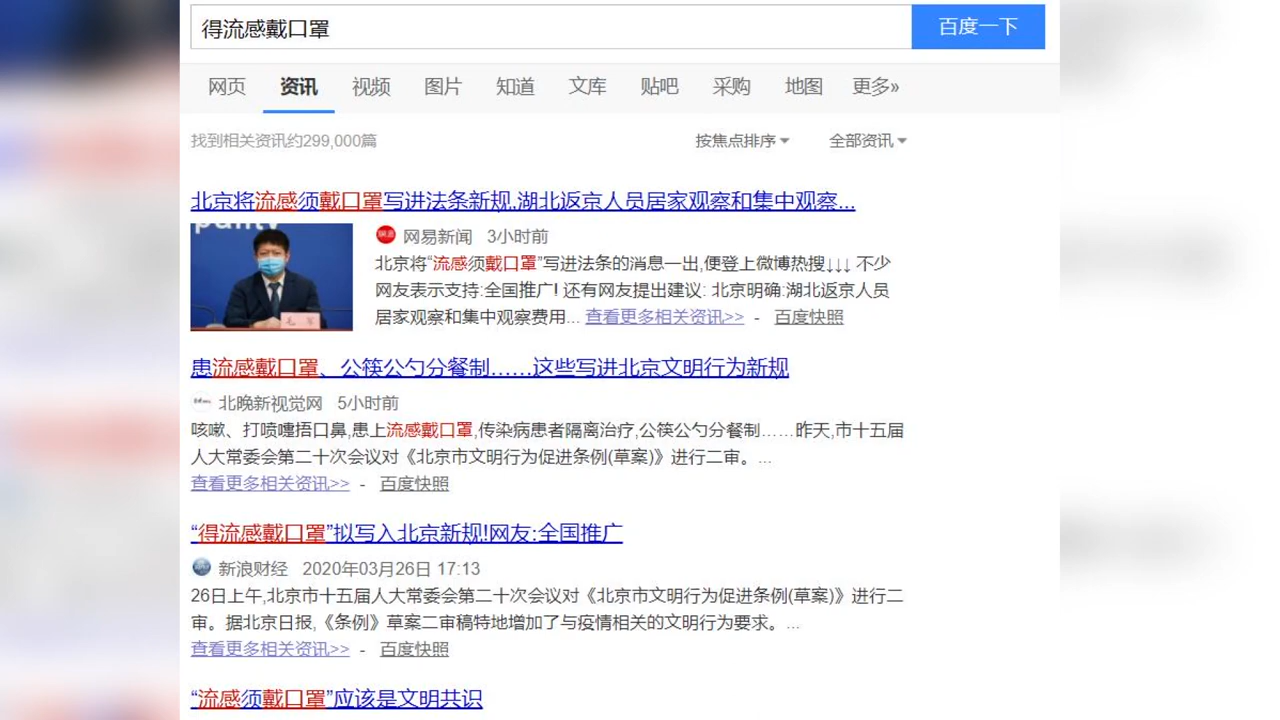 得流感戴口罩
百度一下
网页 资讯 视频 图片 知道 文库 贴吧 采购 地图 更多»
找到相关资讯约299,000篇 按焦点排序 全部资讯
北京将流感须戴口罩写进法条新规,湖北返京人员居家观察和集中观察...
网易新闻 3小时前
北京将“流感须戴口罩”写进法条的消息一出,便登上微博热搜↓↓↓ 不少
网友表示支持:全国推广! 还有网友提出建议: 北京明确:湖北返京人员
居家观察和集中观察费用... 查看更多相关资讯>> - 百度快照
患流感戴口罩、公筷公勺分餐制……这些写进北京文明行为新规
北晚新视觉网 5小时前
咳嗽、打喷嚏捂口鼻,患上流感戴口罩,传染病患者隔离治疗,公筷公勺分餐制……昨天,市十五届
人大常委会第二十次会议对《北京市文明行为促进条例(草案)》进行二审。...
查看更多相关资讯>> - 百度快照
“得流感戴口罩”拟写入北京新规!网友:全国推广
新浪财经 2020年03月26日 17:13
26日上午,北京市十五届人大常委会第二十次会议对《北京市文明行为促进条例(草案)》进行二
审。据北京日报,《条例》草案二审稿特地增加了与疫情相关的文明行为要求。...
查看更多相关资讯>> - 百度快照
“流感须戴口罩”应该是文明共识